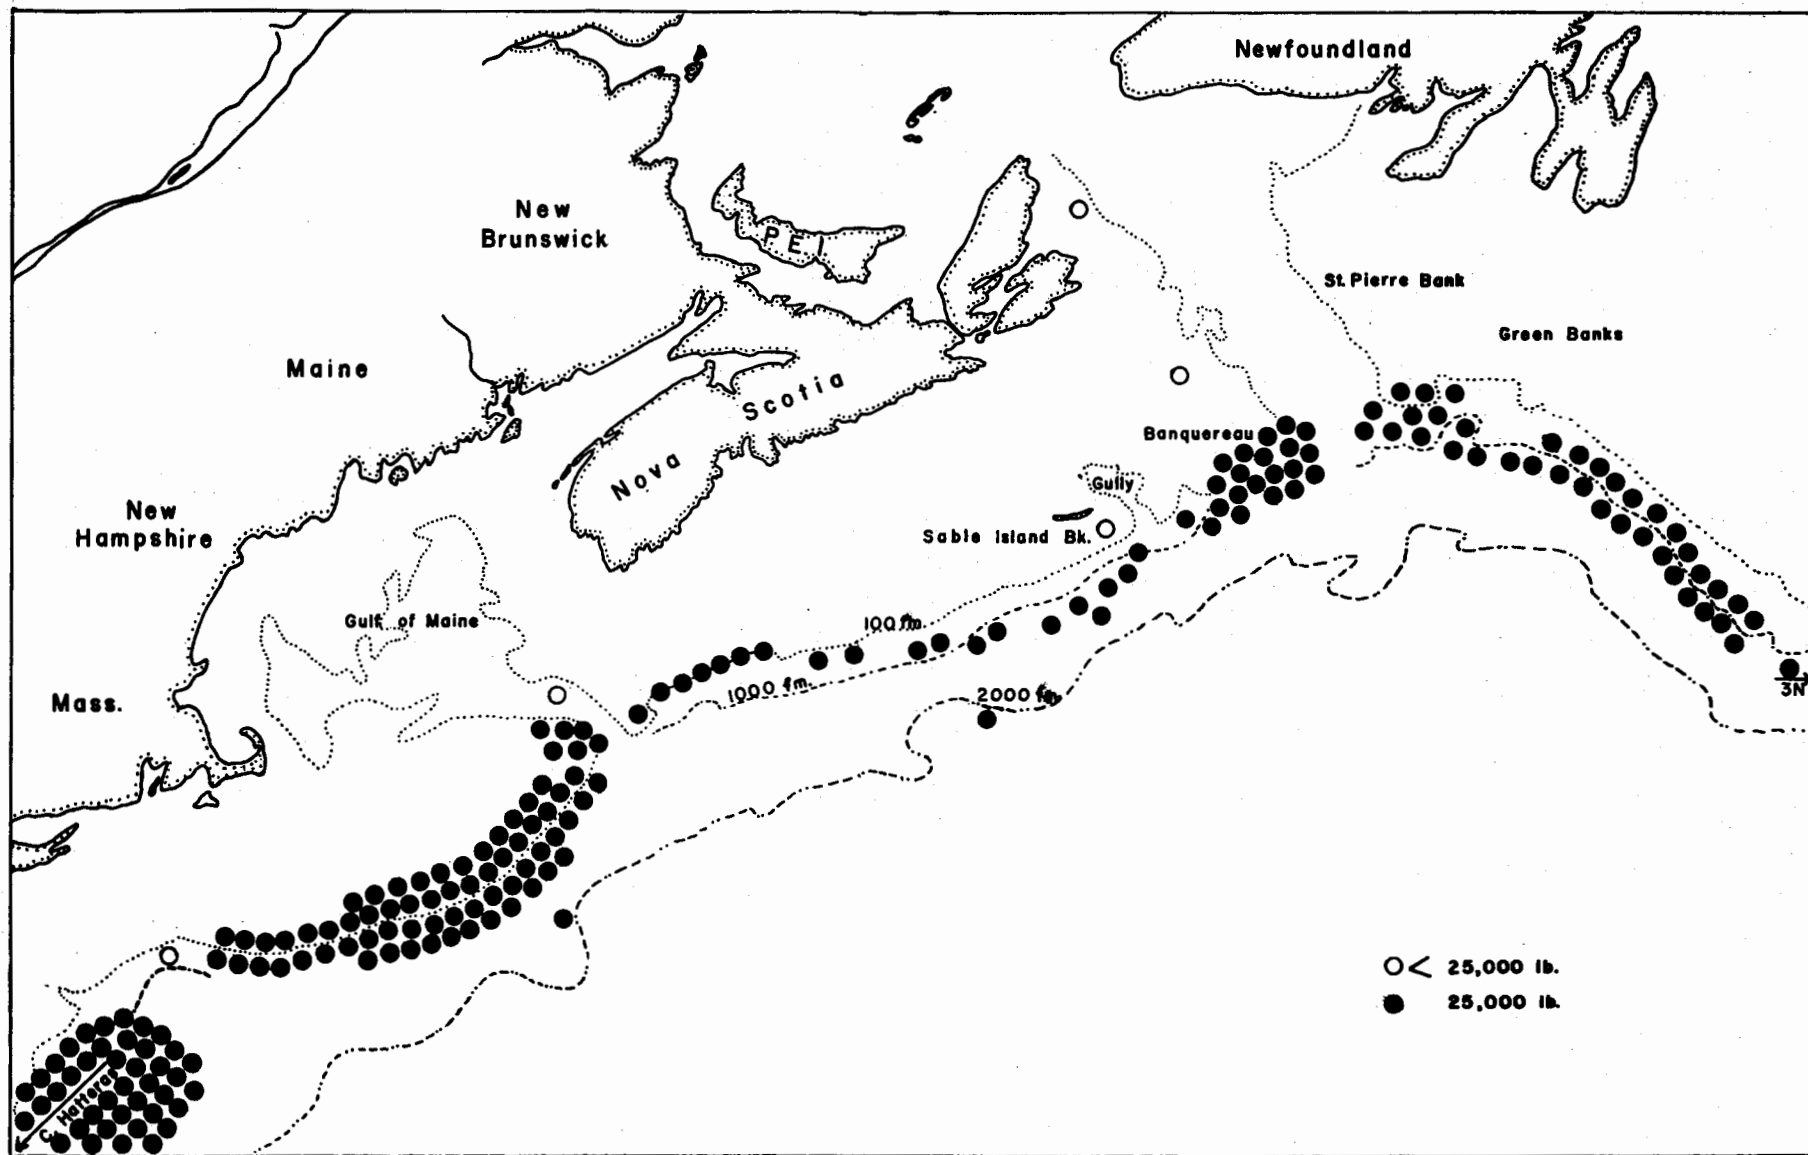 Newfoundland
New
Brunswick
P.E.I
St. Pierre Bank
Green Banks
Maine
Nova Scotia
Banquereau
Gully
New
Hampshire
Sable Island Bk.
Gulf of Maine
100 fm.
1000 fm.
2000 fm.
3N
Mass.
< 25,000 lb.
25,000 lb.
C. Hatteras